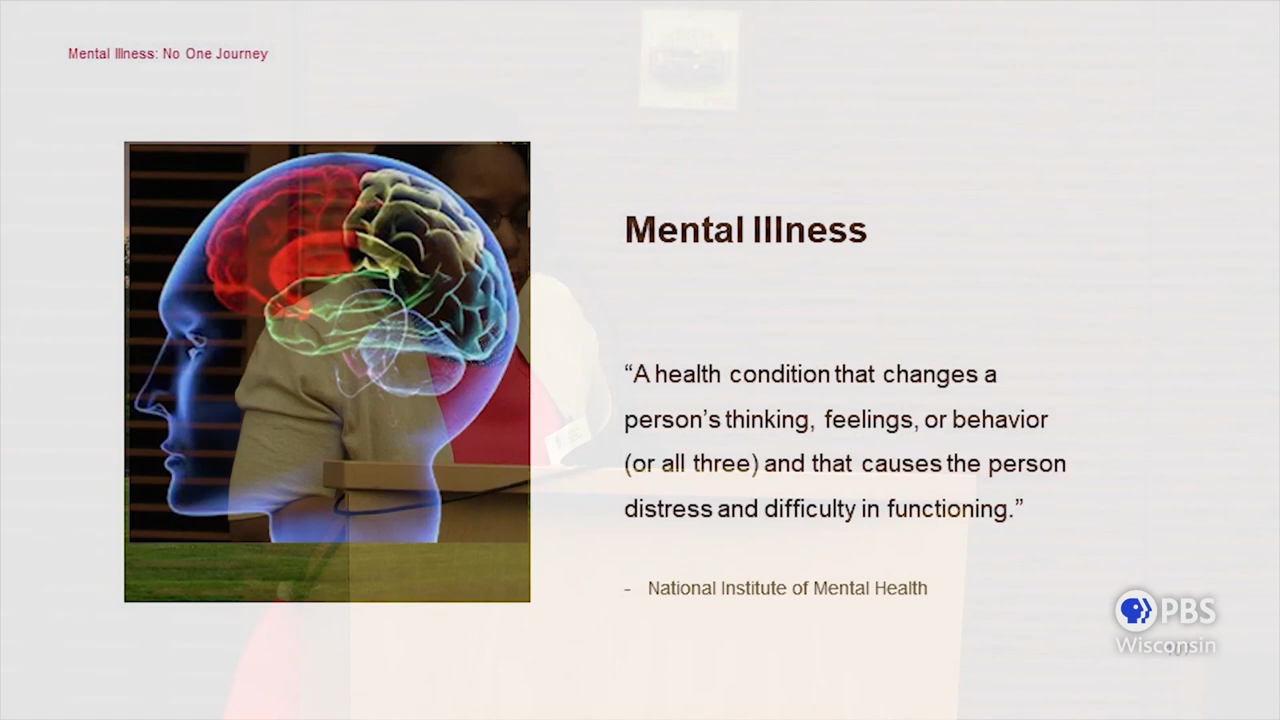 Mental Illness: No One Journey
Mental Illness
“A health condition that changes a
person’s thinking, feelings, or behavior
(or all three) and that causes the person
distress and difficulty in functioning.”
- National Institute of Mental Health
PBS
Wisconsin